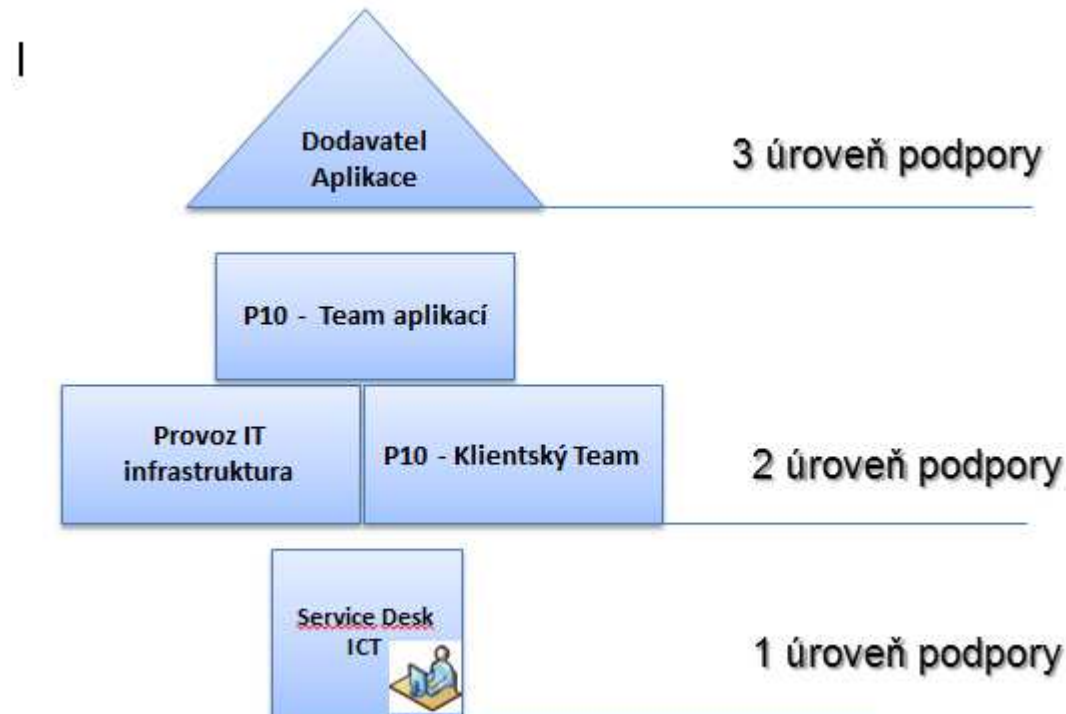 Dodavatel
Aplikace
3 úroveň podpory
P10 - Team aplikací
Provoz IT
infrastruktura
P10 - Klientský Team
2 úroveň podpory
Service Desk
ICT
1 úroveň podpory